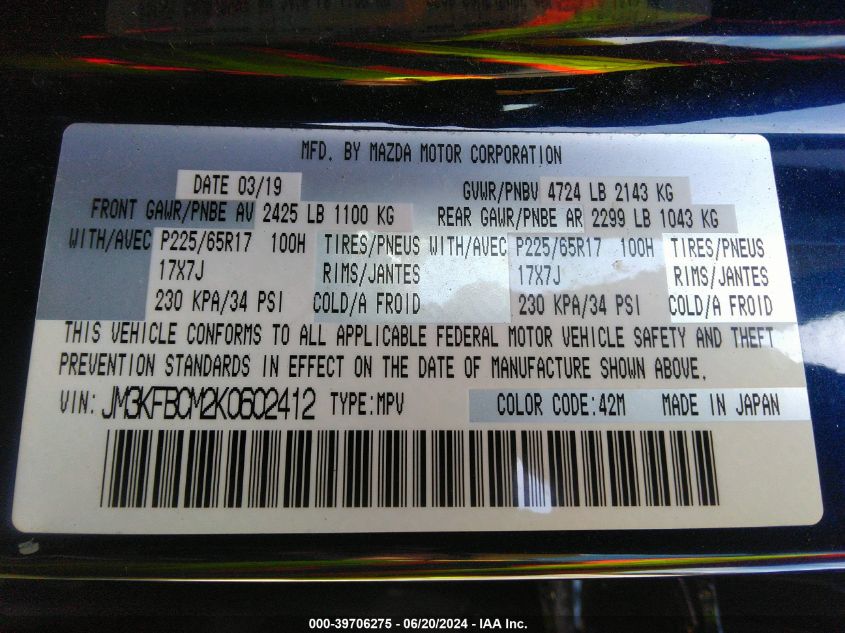 MFD. BY MAZDA MOTOR CORPORATION
DATE 03/19 GVWR/PNBV 4724 LB 2143 KG
FRONT GAWR/PNBE AV 2425 LB 1100 KG REAR GAWR/PNBE AR 2299 LB 1043 KG
WITH/AVEC P225/65R17 100H TIRES/PNEUS WITH/AVEC P225/65R17 100H TIRES/PNEUS
17X7J RIMS/JANTES 17X7J RIMS/JANTES
230 KPA/34 PSI COLD/A FROID 230 KPA/34 PSI COLD/A FROID
THIS VEHICLE CONFORMS TO ALL APPLICABLE FEDERAL MOTOR VEHICLE SAFETY AND THEFT
PREVENTION STANDARDS IN EFFECT ON THE DATE OF MANUFACTURE SHOWN ABOVE.
VIN: JM3KFBCM2K0602412 TYPE:MPV COLOR CODE:42M MADE IN JAPAN
000-39706275 - 06/20/2024 - IAA Inc.